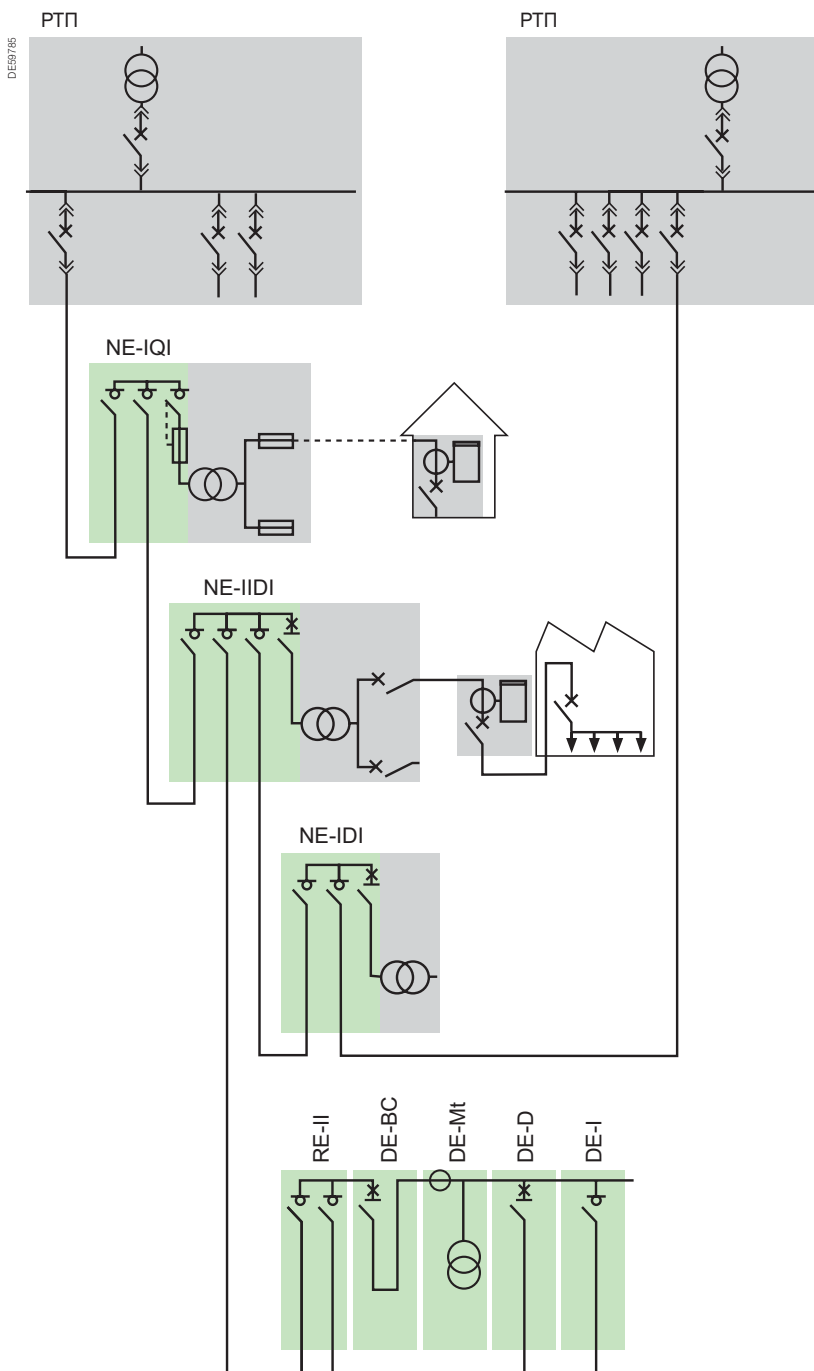 РТП
РТП
DE59785
NE-IQI
NE-IIDI
NE-IDI
RE-II
DE-BC
DE-Mt
DE-D
DE-I